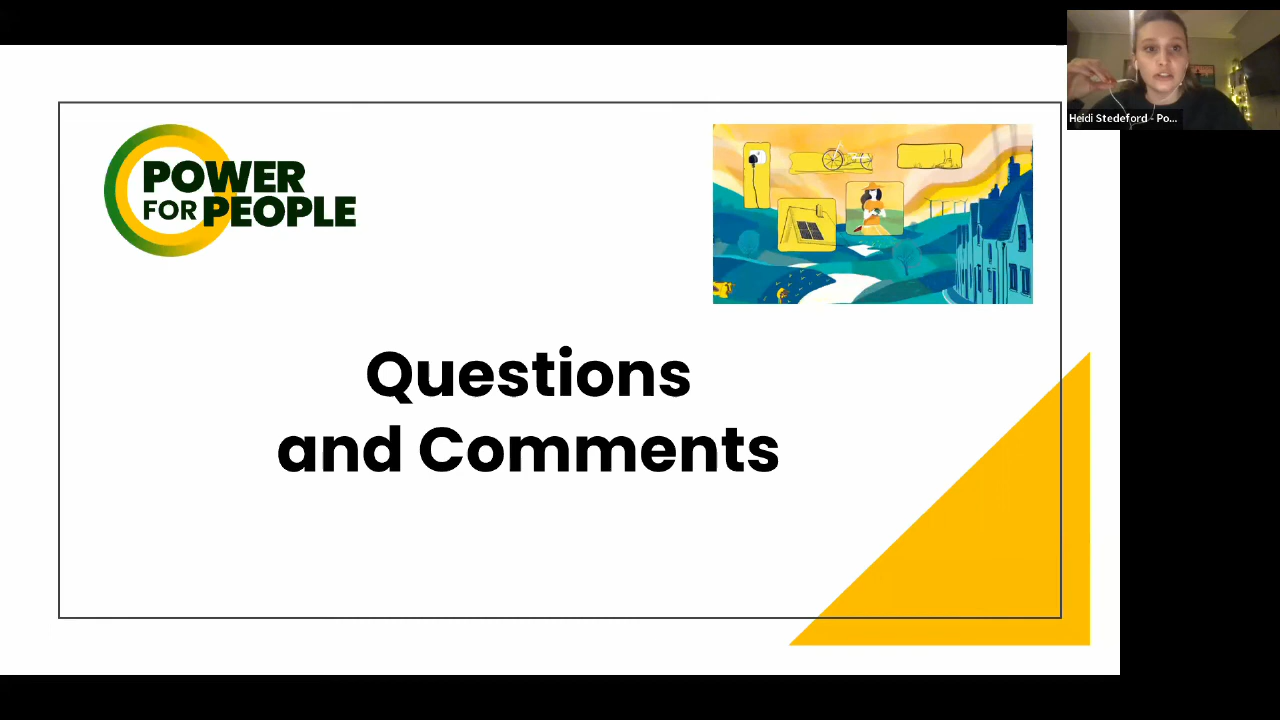 POWER
FOR PEOPLE
Questions
and Comments
Heidi Stedeford - Po...